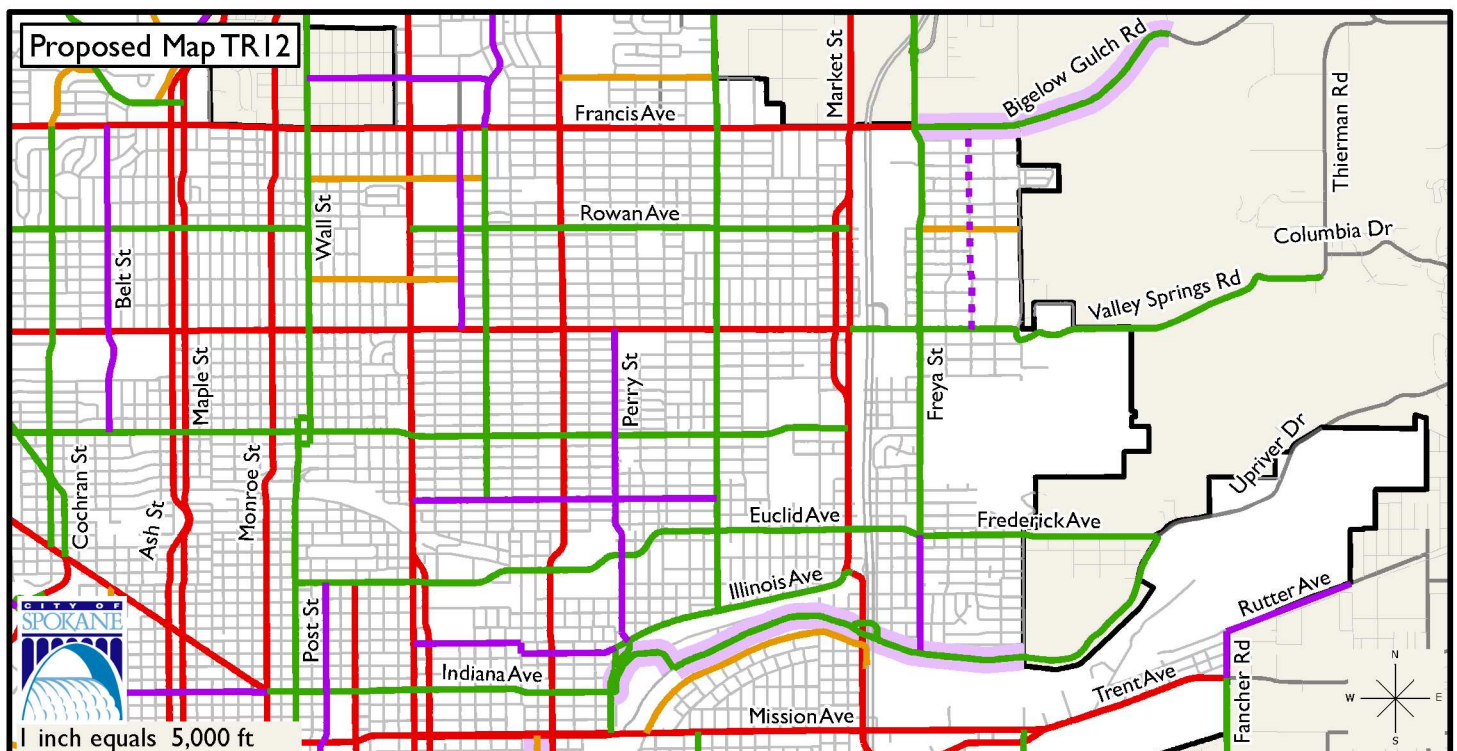 Proposed Map TR12
Market St
Bigelow Gulch Rd
Francis Ave
Thierman Rd
Wall St
Rowan Ave
Columbia Dr
Belt St
Valley Springs Rd
Maple St
Perry St
Freya St
Cochran St
Monroe St
Upriver Dr
Ash St
Euclid Ave
Frederick Ave
Illinois Ave
CITY OF
SPOKANE
Post St
Rutter Ave
Indiana Ave
Trent Ave
Fancher Rd
Mission Ave
N
W
E
S
1 inch equals 5,000 ft